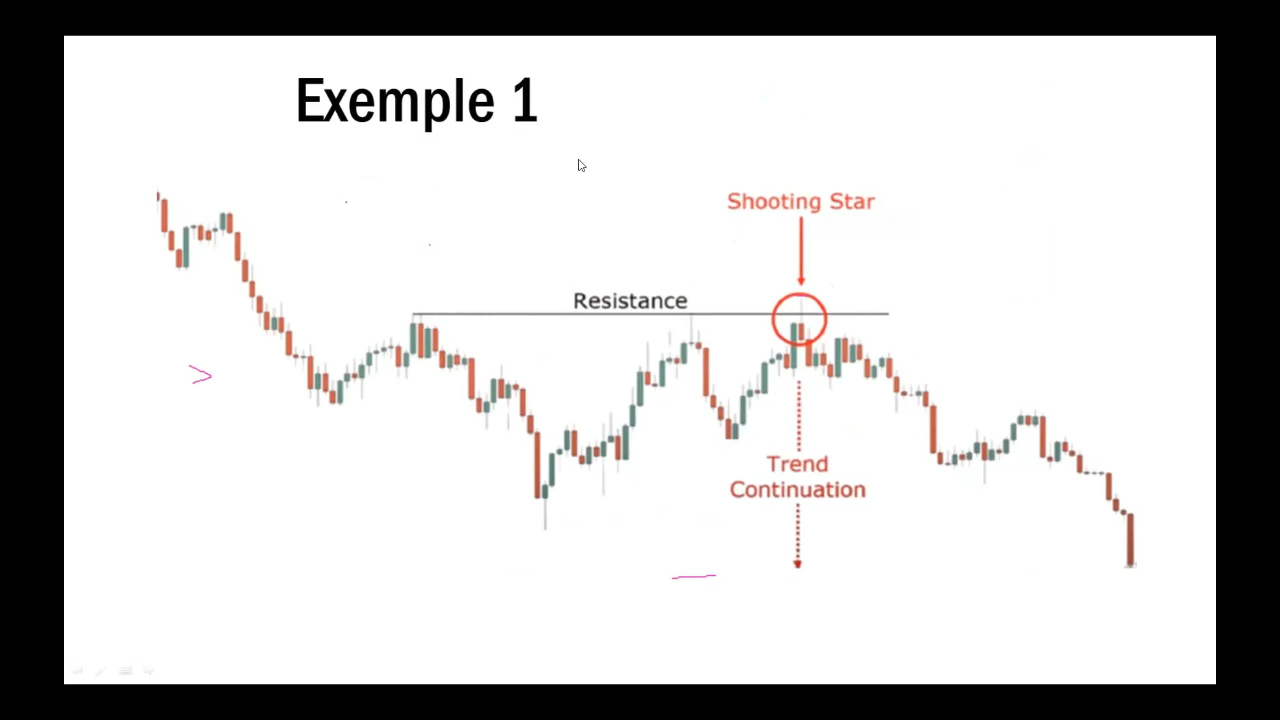 Exemple 1
Shooting Star
Resistance
Trend
Continuation